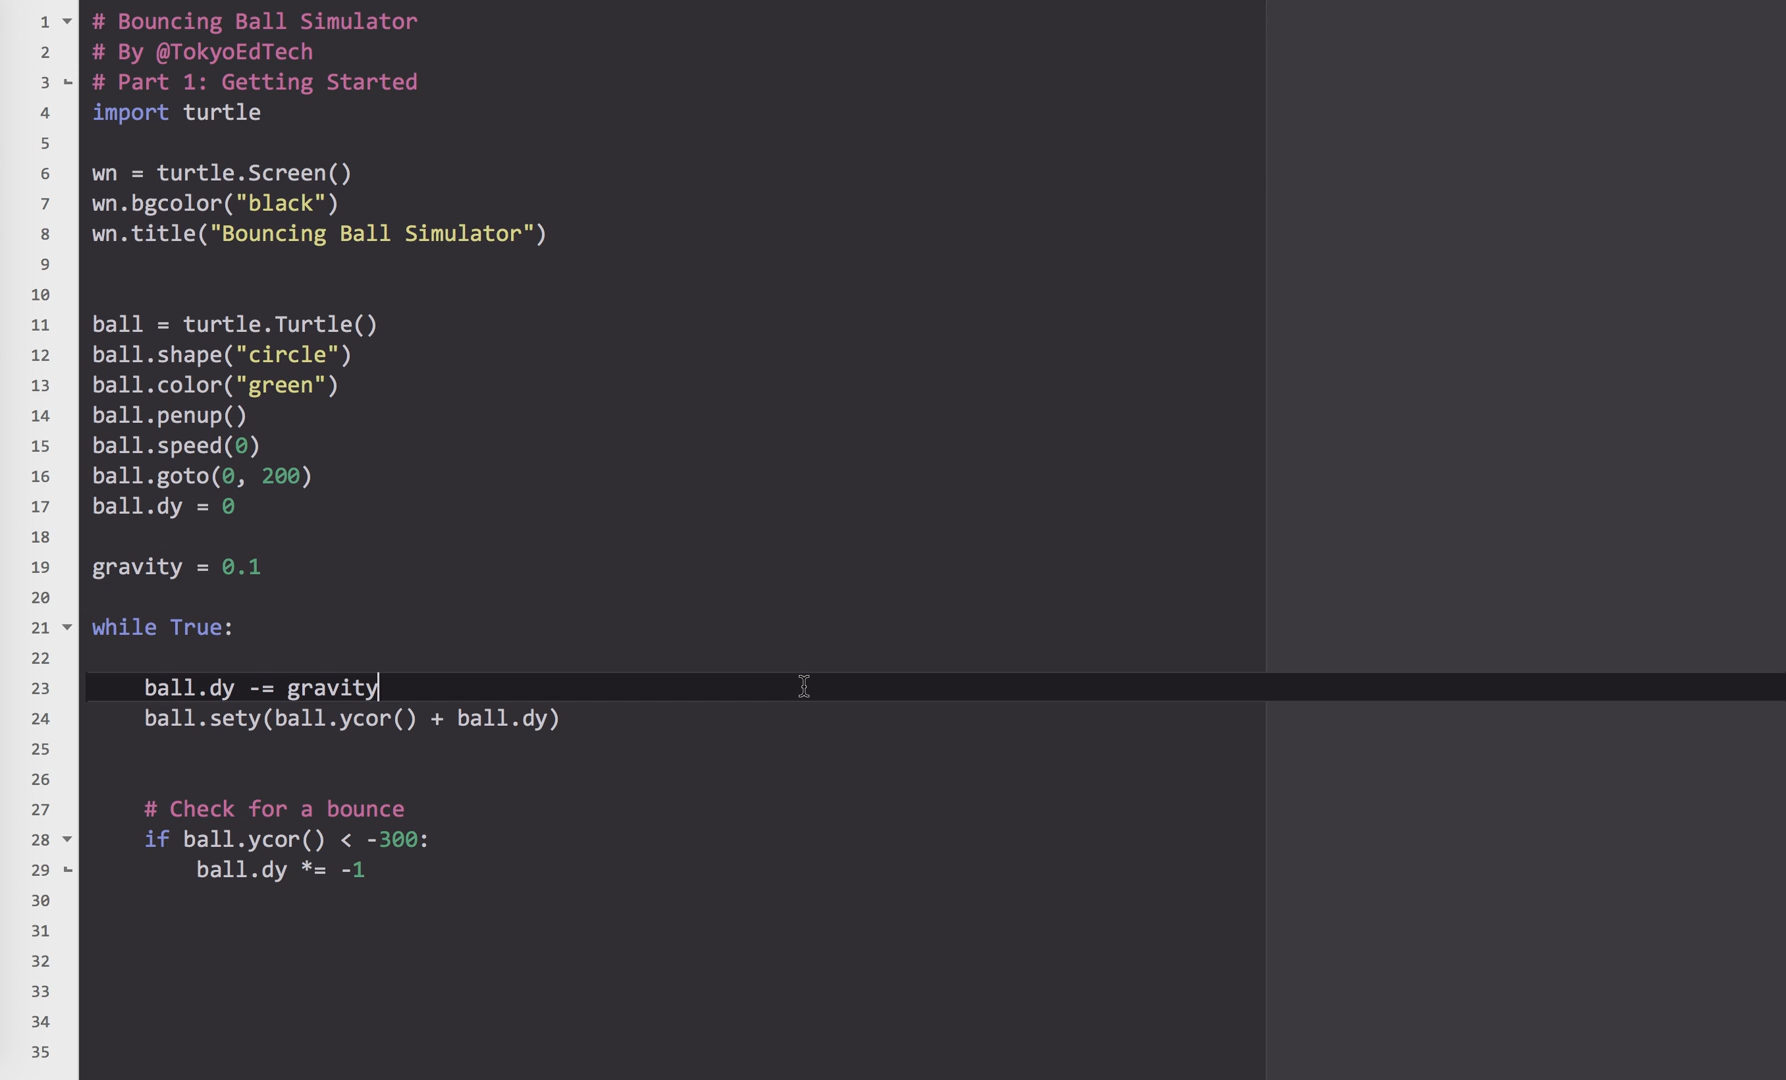 1 # Bouncing Ball Simulator
2 # By @TokyoEdTech
3 # Part 1: Getting Started
4 import turtle
5
6 wn = turtle.Screen()
7 wn.bgcolor("black")
8 wn.title("Bouncing Ball Simulator")
9
10
11 ball = turtle.Turtle()
12 ball.shape("circle")
13 ball.color("green")
14 ball.penup()
15 ball.speed(0)
16 ball.goto(0, 200)
17 ball.dy = 0
18
19 gravity = 0.1
20
21 while True:
22
23     ball.dy -= gravity
24     ball.sety(ball.ycor() + ball.dy)
25
26
27     # Check for a bounce
28     if ball.ycor() < -300:
29         ball.dy *= -1
30
31
32
33
34
35